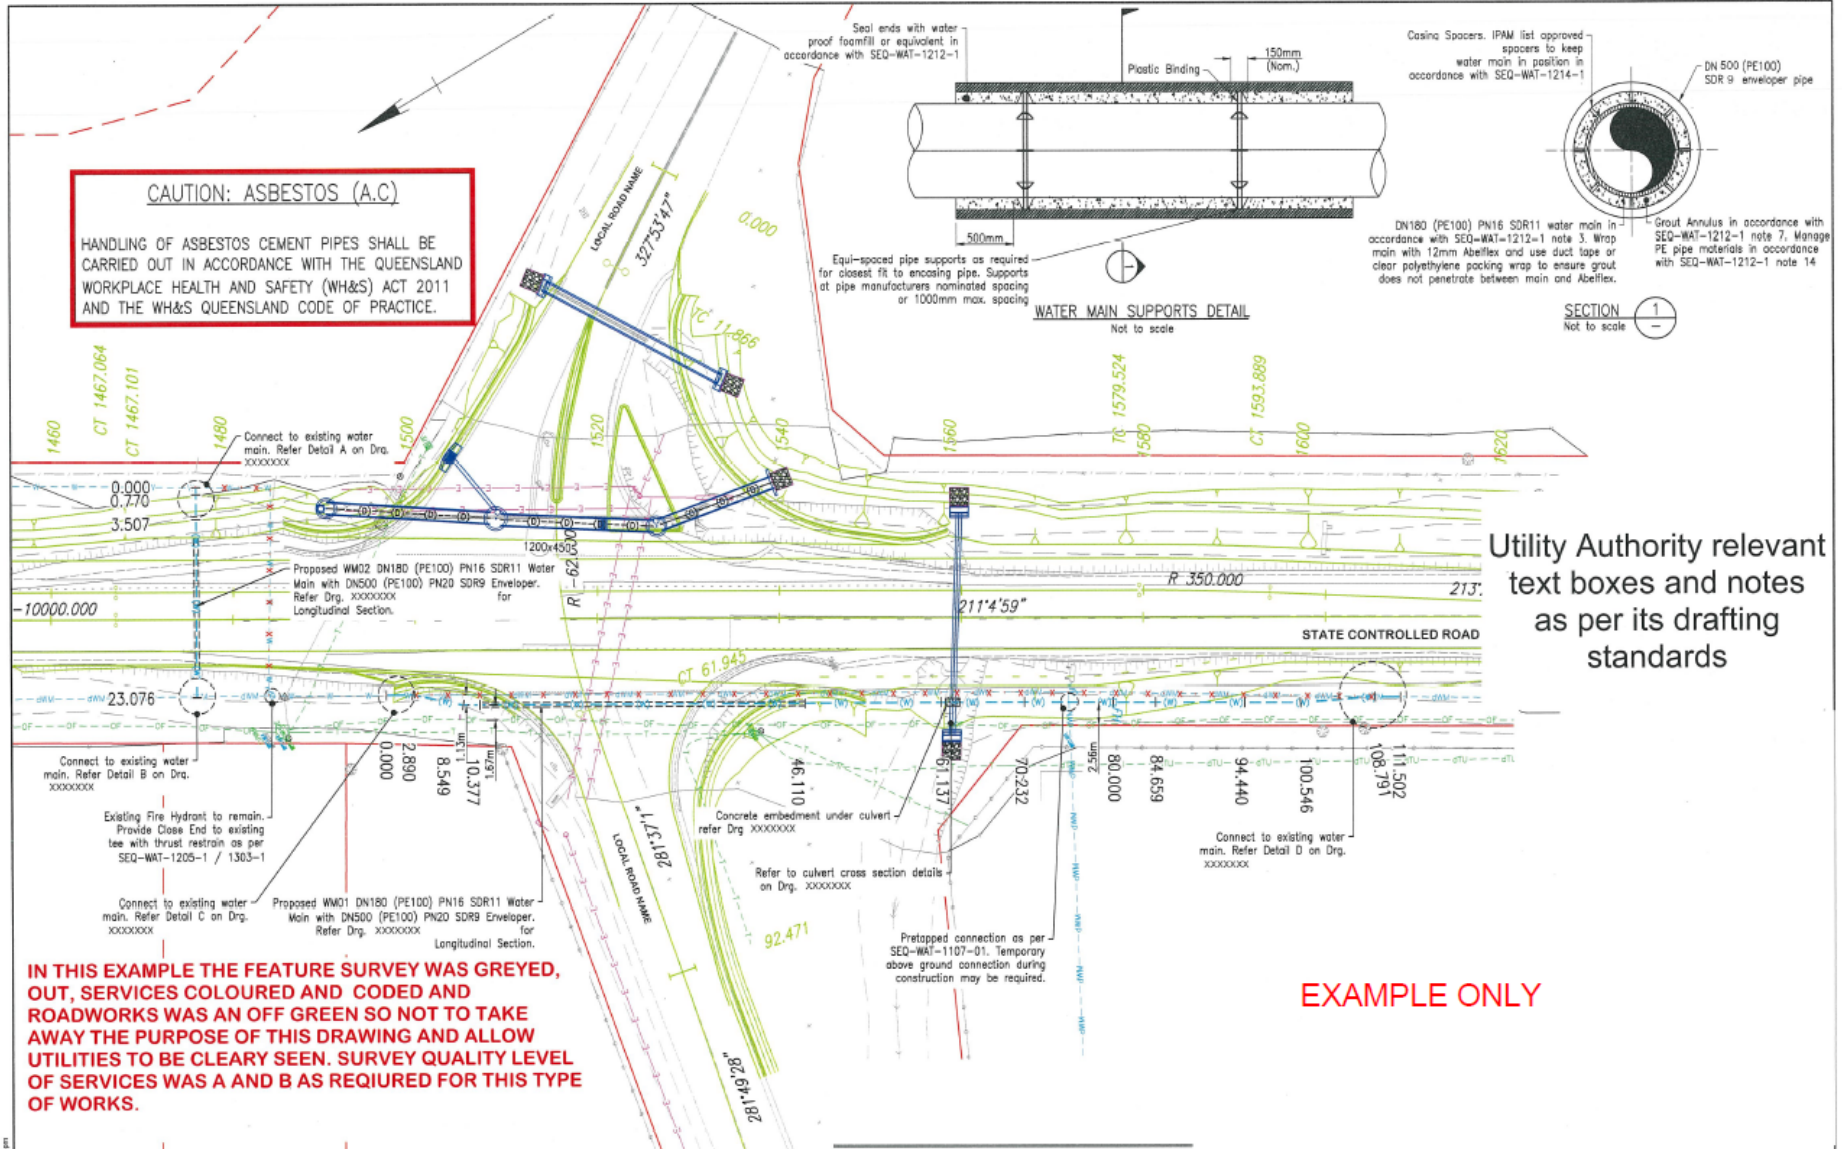 Seal ends with water
proof foamfill or equivalent in
accordance with SEQ-WAT-1212-1
Plastic Binding
150mm
(Nom.)
500mm
Equi-spaced pipe supports as required
for closest fit to encasing pipe. Supports
at pipe manufacturers nominated spacing
or 1000mm max. spacing
1
WATER MAIN SUPPORTS DETAIL
Not to scale
Casing Spacers. IPAM list approved
spacers to keep
water main in position in
accordance with SEQ-WAT-1214-1
DN 500 (PE100)
SDR 9 enveloper pipe
DN180 (PE100) PN16 SDR11 water main in
accordance with SEQ-WAT-1212-1 note 3. Wrap
main with 12mm Abelflex and use duct tape or
clear polyethylene packing wrap to ensure grout
does not penetrate between main and Abelflex.
Grout Annulus in accordance with
SEQ-WAT-1212-1 note 7. Manage
PE pipe materials in accordance
with SEQ-WAT-1212-1 note 14
SECTION
Not to scale
1
–
CAUTION: ASBESTOS (A.C)
HANDLING OF ASBESTOS CEMENT PIPES SHALL BE
CARRIED OUT IN ACCORDANCE WITH THE QUEENSLAND
WORKPLACE HEALTH AND SAFETY (WH&S) ACT 2011
AND THE WH&S QUEENSLAND CODE OF PRACTICE.
LOCAL ROAD NAME
327°53'47"
0.000
TC 11.866
1460
CT 1467.064
CT 1467.101
1480
1500
1520
1540
1560
TC 1579.524
1580
CT 1593.889
1600
1620
Connect to existing water
main. Refer Detail A on Drg.
XXXXXXX
0.000
0.770
3.507
1200x450
Proposed WM02 DN180 (PE100) PN16 SDR11 Water
Main with DN500 (PE100) PN20 SDR9 Enveloper.
Refer Drg. XXXXXXX for
Longitudinal Section.
-10000.000
R 350.000
213°
211°4'59"
STATE CONTROLLED ROAD
Utility Authority relevant
text boxes and notes
as per its drafting
standards
CT 61.945
23.076
Connect to existing water
main. Refer Detail B on Drg.
XXXXXXX
0.000
2.890
8.549
1.13m
10.377
1.67m
46.110
61.137
70.232
2.56m
80.000
84.659
94.440
100.546
108.791
111.502
Existing Fire Hydrant to remain.
Provide Close End to existing
tee with thrust restrain as per
SEQ-WAT-1205-1 / 1303-1
Concrete embedment under culvert
refer Drg XXXXXXX
Connect to existing water
main. Refer Detail D on Drg.
XXXXXXX
281°37'1"
LOCAL ROAD NAME
Refer to culvert cross section details
on Drg. XXXXXXX
Connect to existing water
main. Refer Detail C on Drg.
XXXXXXX
Proposed WM01 DN180 (PE100) PN16 SDR11 Water
Main with DN500 (PE100) PN20 SDR9 Enveloper.
Refer Drg. XXXXXXX for
Longitudinal Section.
92.471
Pretapped connection as per
SEQ-WAT-1107-01. Temporary
above ground connection during
construction may be required.
IN THIS EXAMPLE THE FEATURE SURVEY WAS GREYED,
OUT, SERVICES COLOURED AND CODED AND
ROADWORKS WAS AN OFF GREEN SO NOT TO TAKE
AWAY THE PURPOSE OF THIS DRAWING AND ALLOW
UTILITIES TO BE CLEARY SEEN. SURVEY QUALITY LEVEL
OF SERVICES WAS A AND B AS REQIURED FOR THIS TYPE
OF WORKS.
EXAMPLE ONLY
281°49'28"